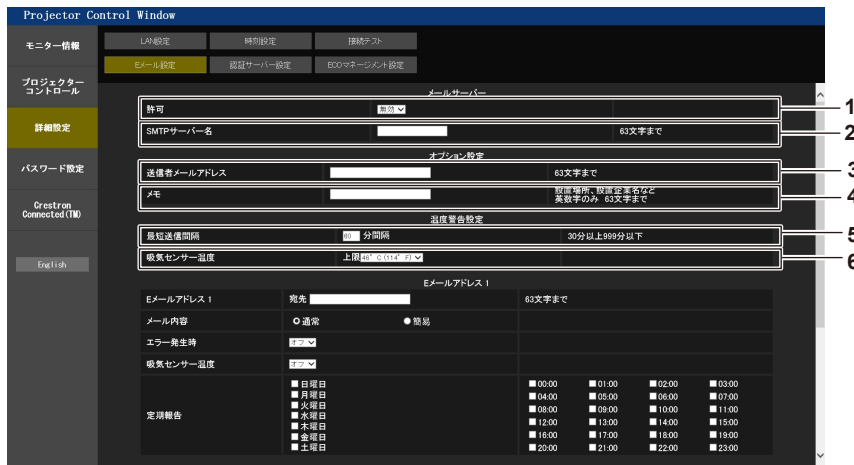 Projector Control Window
モニター情報
プロジェクター
コントロール
詳細設定
パスワード設定
Crestron
Connected(TM)
English
LAN設定 時刻設定 接続テスト
Eメール設定 認証サーバー設定 ECOマネージメント設定
メールサーバー
許可 無効 1
SMTPサーバー名 63文字まで 2
オプション設定
送信者メールアドレス 63文字まで 3
メモ 設置場所、設置企業名など
英数字のみ 63文字まで 4
温度警告設定
最短送信間隔 60 分間隔 30分以上999分以下 5
吸気センサー温度 上限 46°C(114°F) 6
Eメールアドレス 1
Eメールアドレス 1 宛先 63文字まで
メール内容 通常 簡易
エラー発生時 オフ
吸気センサー温度 オフ
定期報告
日曜日
月曜日
火曜日
水曜日
木曜日
金曜日
土曜日
00:00 01:00 02:00 03:00
04:00 05:00 06:00 07:00
08:00 09:00 10:00 11:00
12:00 13:00 14:00 15:00
16:00 17:00 18:00 19:00
20:00 21:00 22:00 23:00